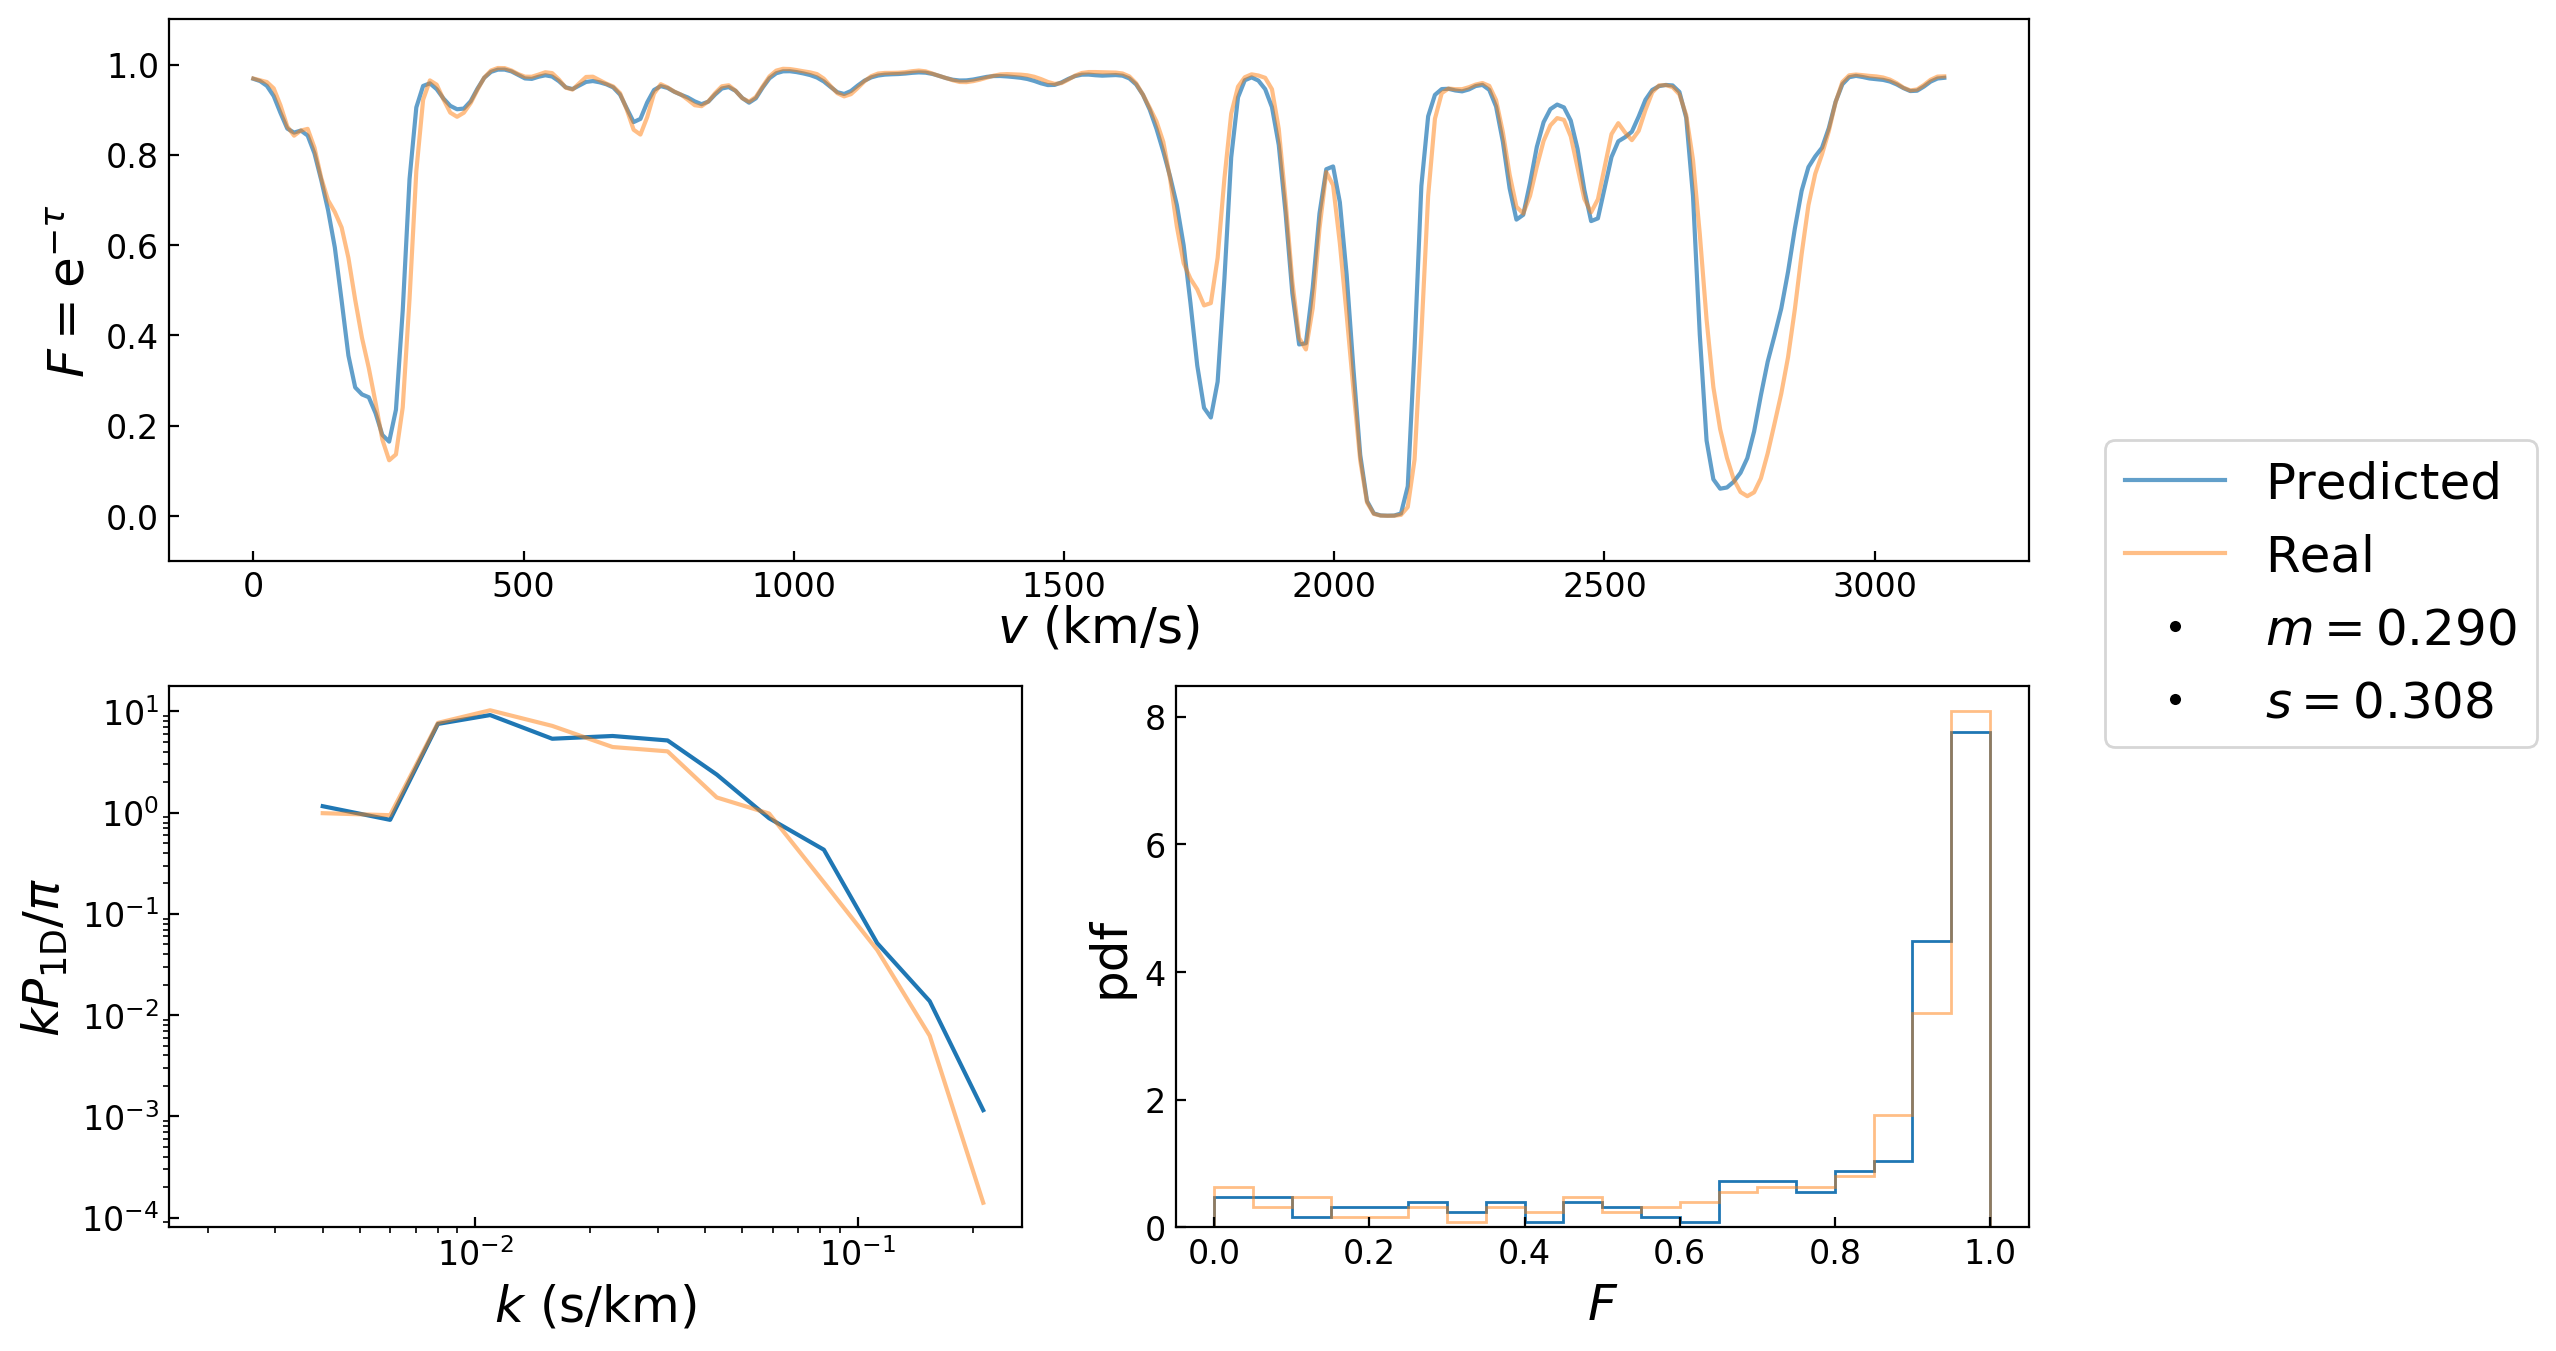 1.0
0.8
0.6
0.4
0.2
0.0
F = e^{−τ}
0 500 1000 1500 2000 2500 3000
v (km/s)
Predicted
Real
m = 0.290
s = 0.308
10^1
10^0
10^{−1}
10^{−2}
10^{−3}
10^{−4}
kP_{1D}/π
10^{−2} 10^{−1}
k (s/km)
8
6
4
2
0
pdf
0.0 0.2 0.4 0.6 0.8 1.0
F